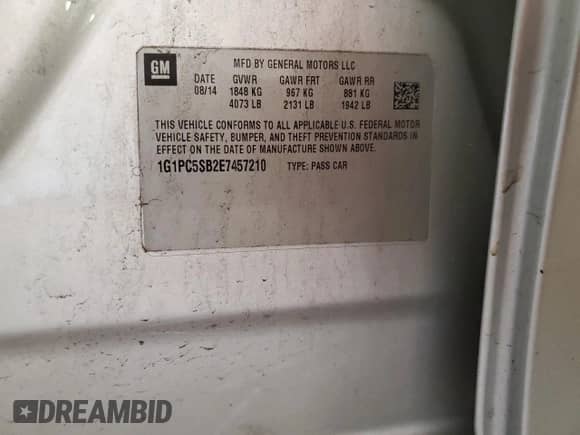 GM
MFD BY GENERAL MOTORS LLC
DATE GVWR GAWR FRT GAWR RR
08/14 1848 KG 967 KG 881 KG
4073 LB 2131 LB 1942 LB
THIS VEHICLE CONFORMS TO ALL APPLICABLE U.S. FEDERAL MOTOR
VEHICLE SAFETY, BUMPER, AND THEFT PREVENTION STANDARDS IN
EFFECT ON THE DATE OF MANUFACTURE SHOWN ABOVE.
1G1PC5SB2E7457210 TYPE: PASS CAR
DREAMBID